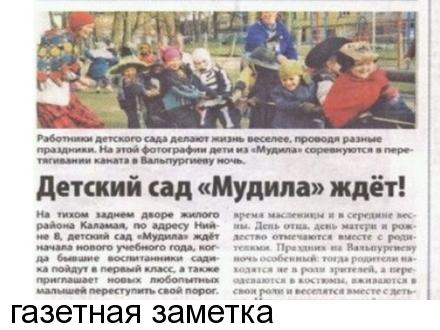 Работники детского сада делают жизнь веселее, проводя разные
праздники. На этой фотографии дети из «Мудила» соревнуются в пере-
тягивании каната в Вальпургиеву ночь.
Детский сад «Мудила» ждёт!
На тихом заднем дворе жилого
района Каламая, по адресу Ний-
не 8, детский сад «Мудила» ждёт
начала нового учебного года, ког-
да бывшие воспитанники сади-
ка пойдут в первый класс, а также
приглашает новых любопытных
малышей переступить свой порог.
время масленицы и в середине вес-
ны. День отца, день матери и рож-
дество отмечаются вместе с роди-
телями. Праздник на Вальпургиеву
ночь особенный: тогда родители на-
ходятся не в роли зрителей, а пере-
одеваются в костюмы, вживаются в
свои роли и веселятся вместе с деть-
газетная заметка